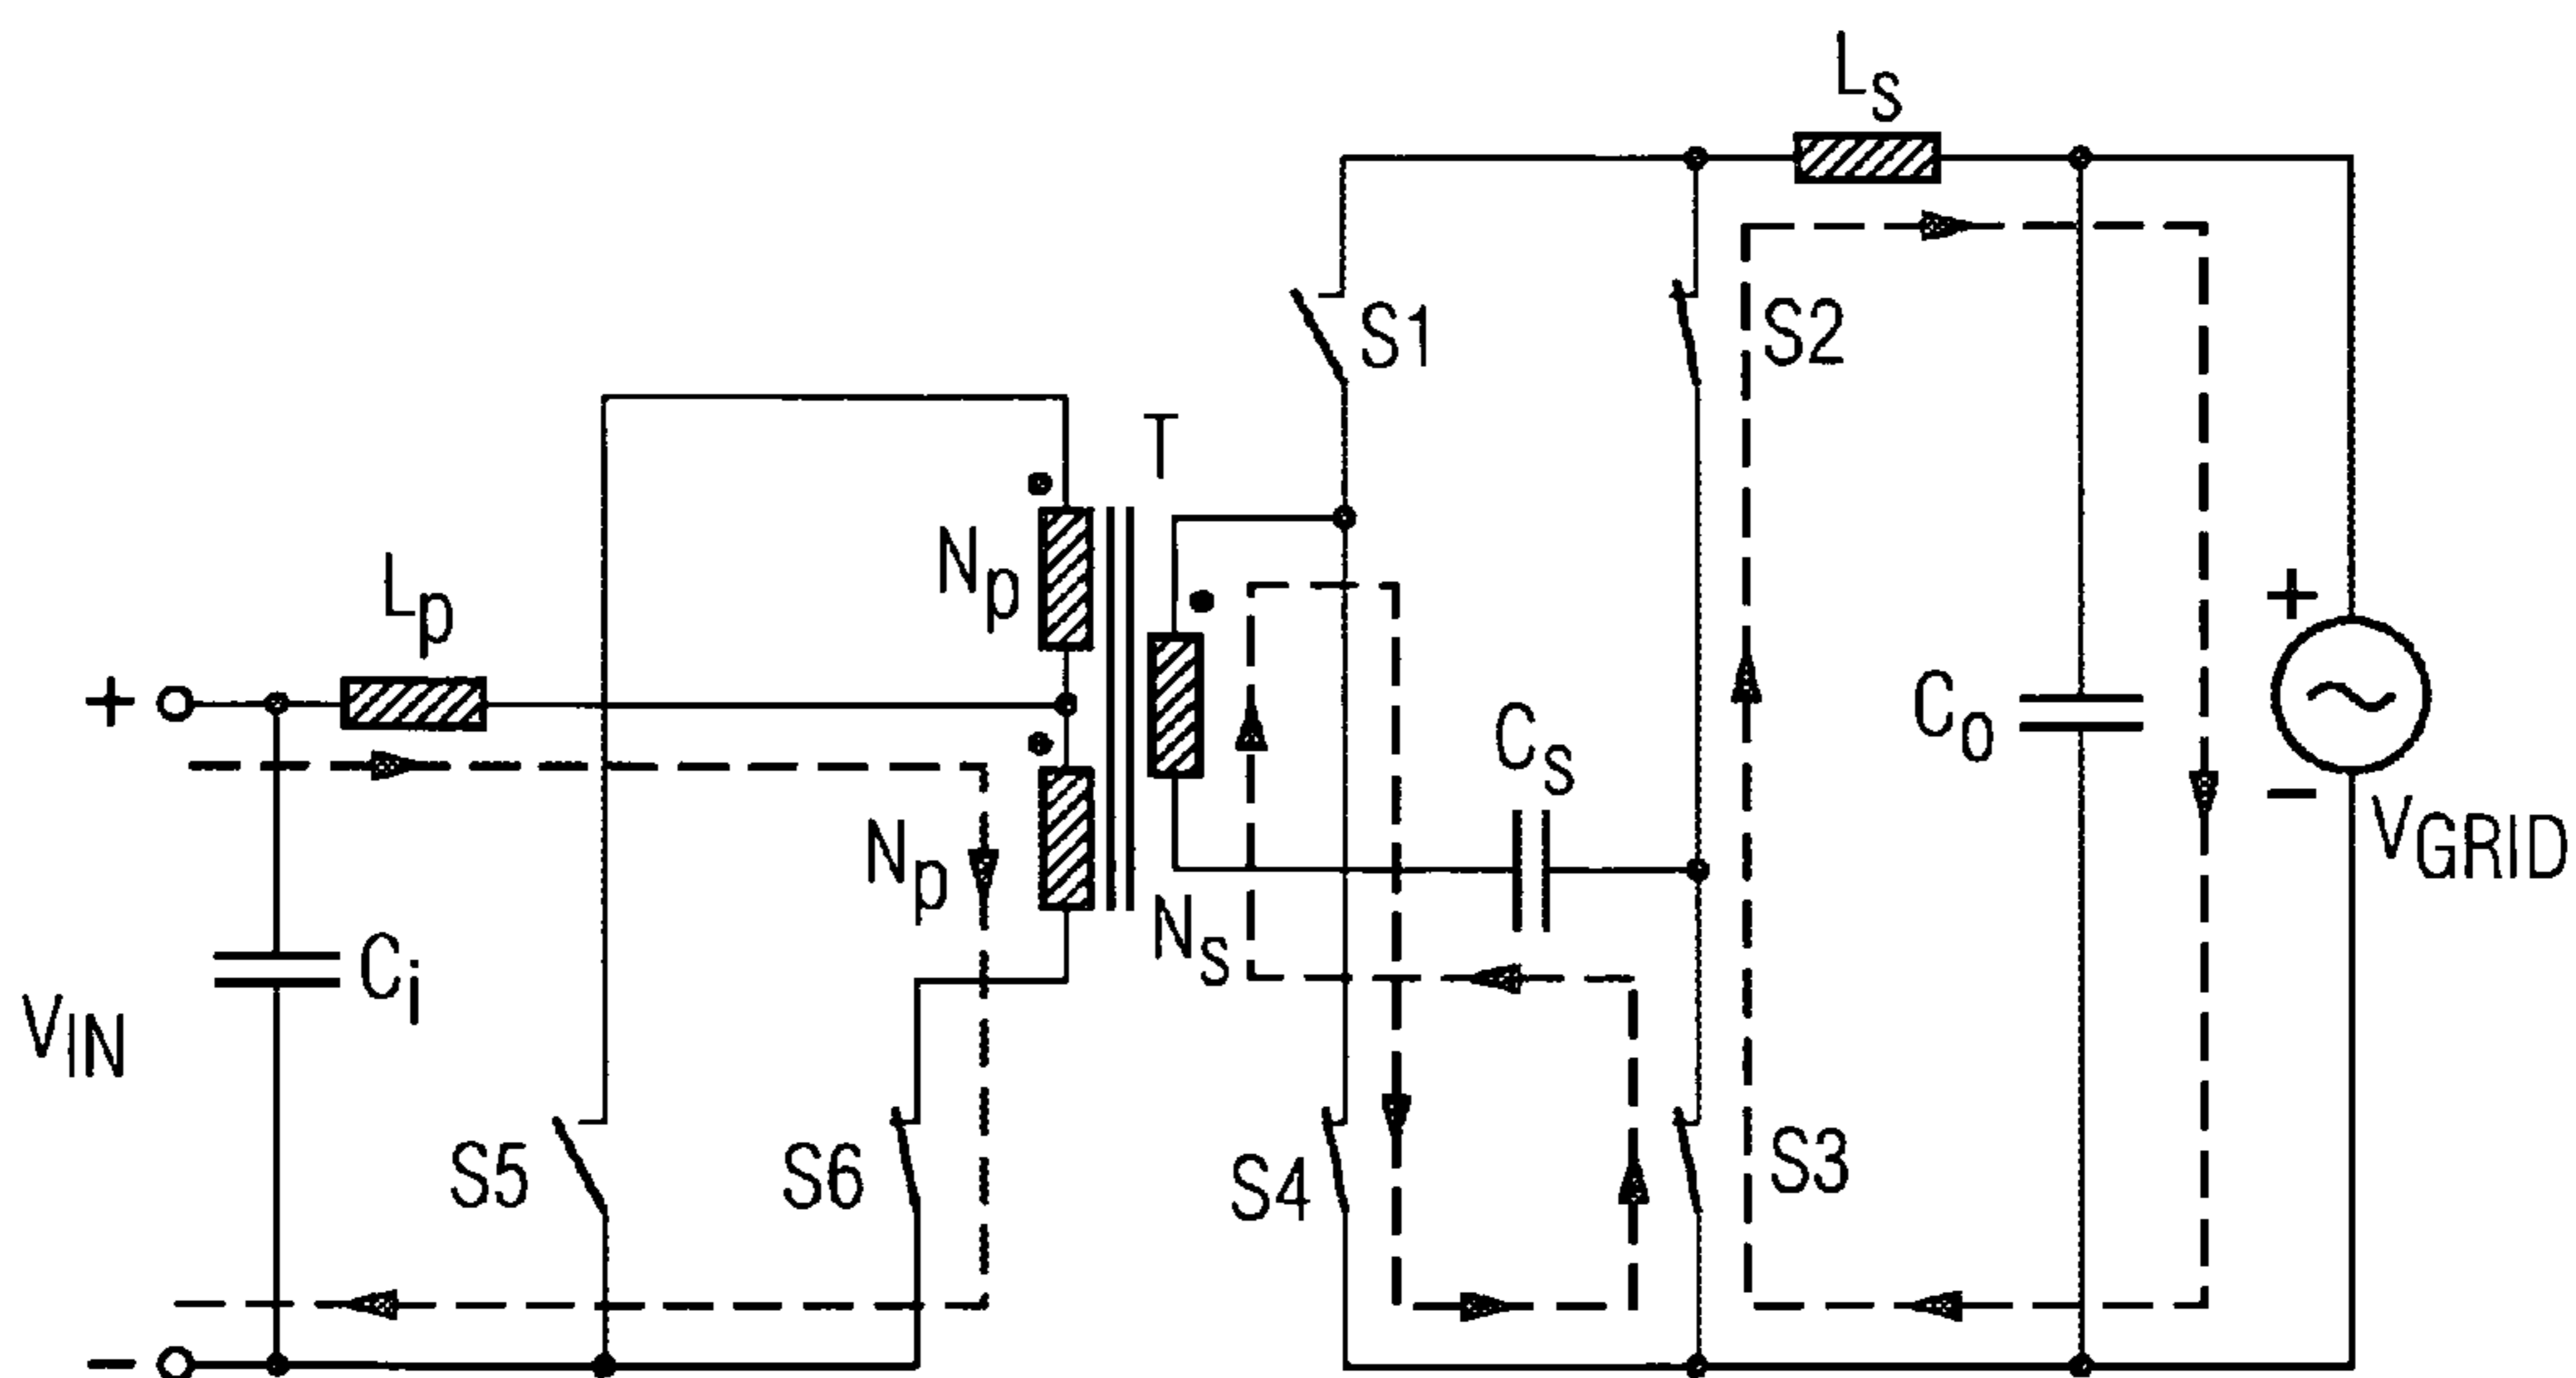 Ls
S1
S2
T
Np
Lp
+
+
Np
Cs
Co
−
VGRID
Ns
Ci
VIN
S5
S6
S4
S3
−